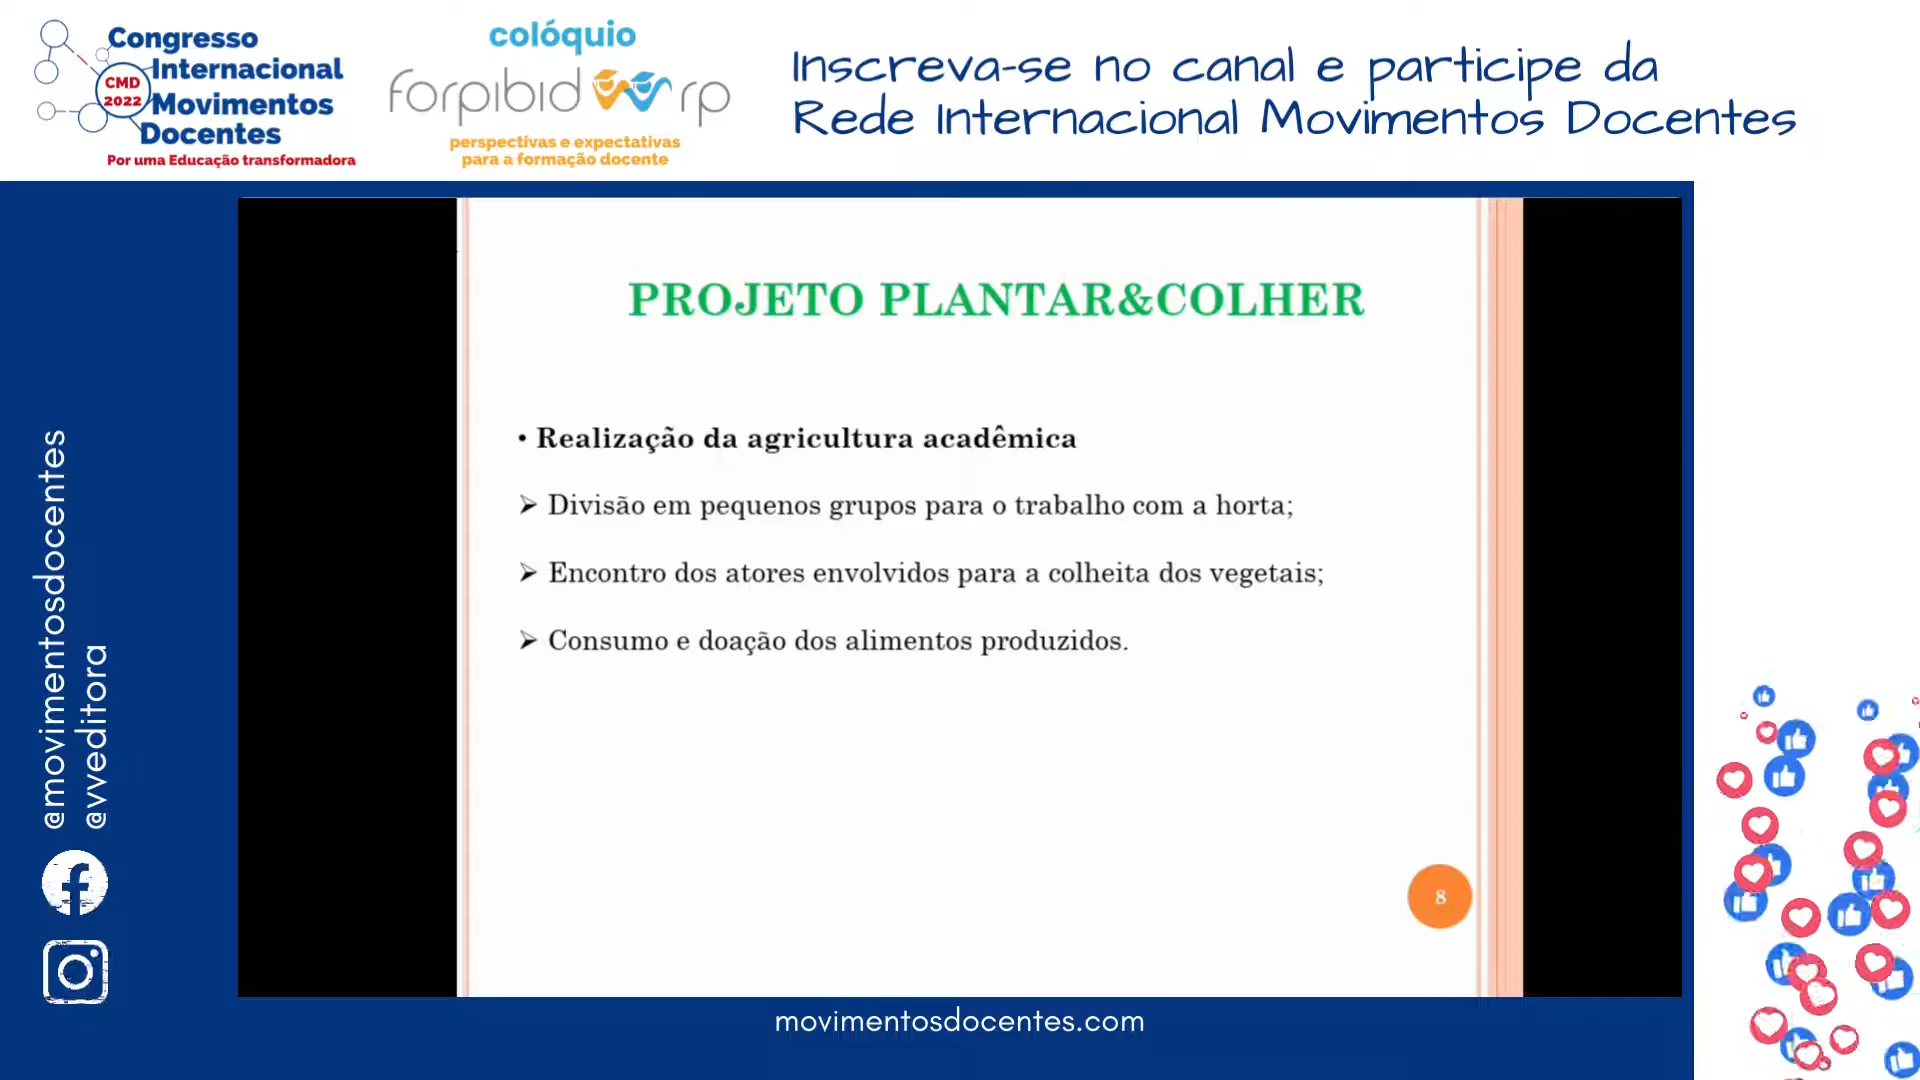 Congresso
Internacional
CMD
2022
Movimentos
Docentes
Por uma Educação transformadora
colóquio
forpibid rp
perspectivas e expectativas
para a formação docente
Inscreva-se no canal e participe da
Rede Internacional Movimentos Docentes
PROJETO PLANTAR&COLHER
• Realização da agricultura acadêmica
➢ Divisão em pequenos grupos para o trabalho com a horta;
➢ Encontro dos atores envolvidos para a colheita dos vegetais;
➢ Consumo e doação dos alimentos produzidos.
8
@movimentosdocentes
@vveditora
movimentosdocentes.com